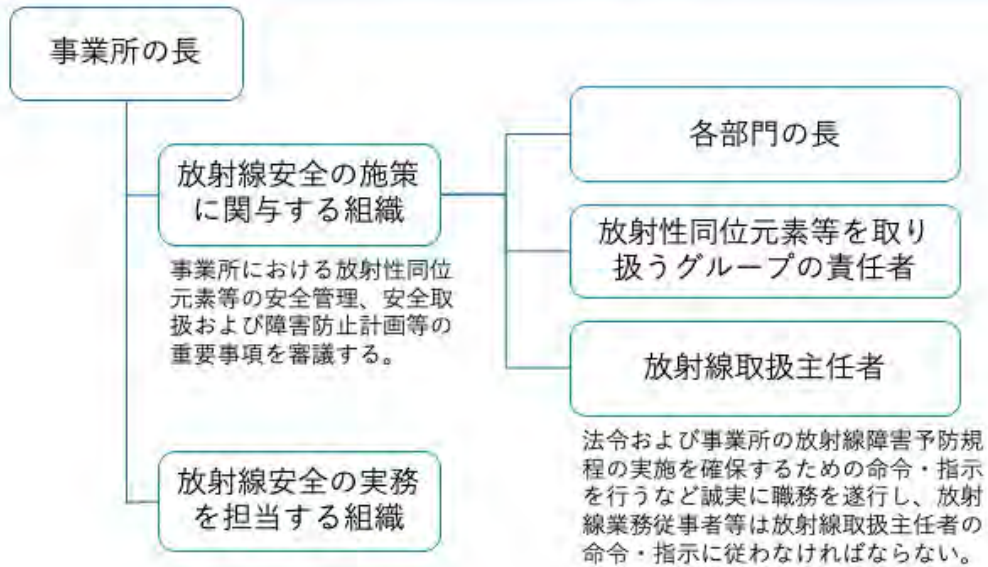 事業所の長
放射線安全の施策
に関与する組織
事業所における放射性同位
元素等の安全管理、安全取
扱および障害防止計画等の
重要事項を審議する。
放射線安全の実務
を担当する組織
各部門の長
放射性同位元素等を取り
扱うグループの責任者
放射線取扱主任者
法令および事業所の放射線障害予防規
程の実施を確保するための命令・指示
を行うなど誠実に職務を遂行し、放射
線業務従事者等は放射線取扱主任者の
命令・指示に従わなければならない。